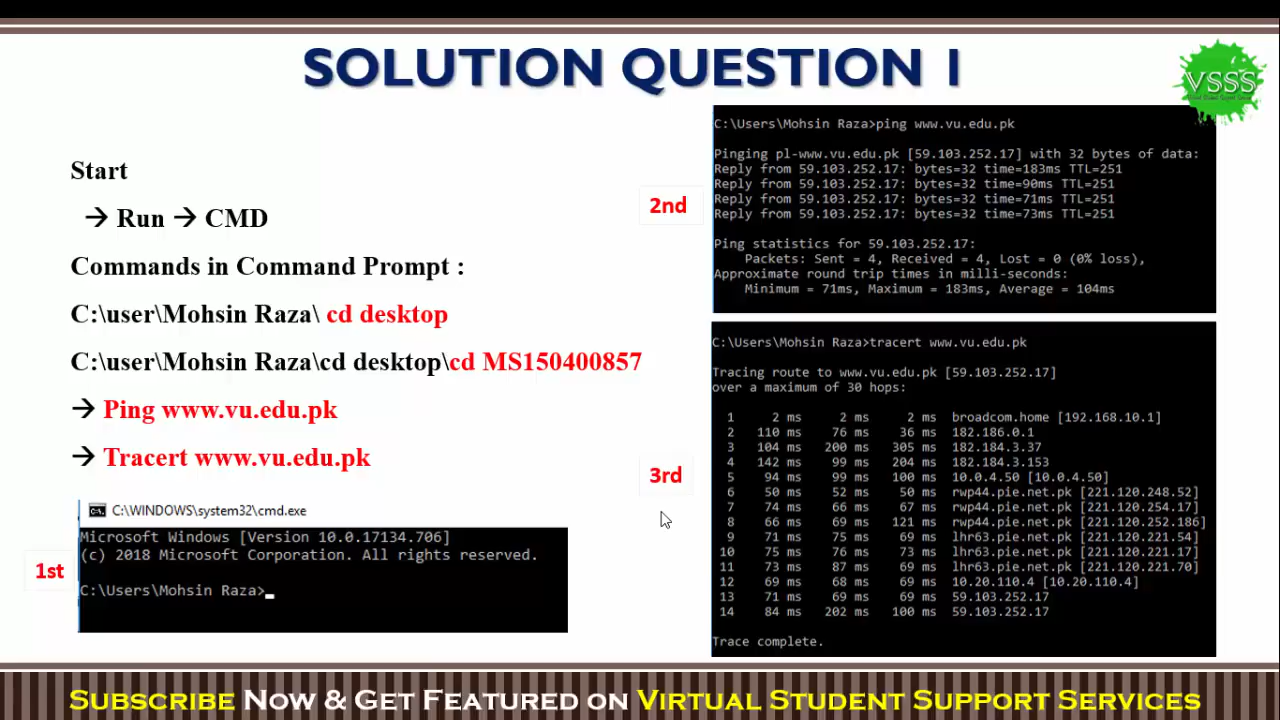 SOLUTION QUESTION I
VSSS
Start
→ Run → CMD
Commands in Command Prompt :
C:\user\Mohsin Raza\ cd desktop
C:\user\Mohsin Raza\cd desktop\cd MS150400857
→ Ping www.vu.edu.pk
→ Tracert www.vu.edu.pk
1st
C:\WINDOWS\system32\cmd.exe
Microsoft Windows [Version 10.0.17134.706]
(c) 2018 Microsoft Corporation. All rights reserved.
C:\Users\Mohsin Raza>
2nd
C:\Users\Mohsin Raza>ping www.vu.edu.pk
Pinging pl-www.vu.edu.pk [59.103.252.17] with 32 bytes of data:
Reply from 59.103.252.17: bytes=32 time=183ms TTL=251
Reply from 59.103.252.17: bytes=32 time=90ms TTL=251
Reply from 59.103.252.17: bytes=32 time=71ms TTL=251
Reply from 59.103.252.17: bytes=32 time=73ms TTL=251
Ping statistics for 59.103.252.17:
Packets: Sent = 4, Received = 4, Lost = 0 (0% loss),
Approximate round trip times in milli-seconds:
Minimum = 71ms, Maximum = 183ms, Average = 104ms
3rd
C:\Users\Mohsin Raza>tracert www.vu.edu.pk
Tracing route to www.vu.edu.pk [59.103.252.17]
over a maximum of 30 hops:
1 2 ms 2 ms 2 ms broadcom.home [192.168.10.1]
2 110 ms 76 ms 36 ms 182.186.0.1
3 104 ms 200 ms 305 ms 182.184.3.37
4 142 ms 99 ms 204 ms 182.184.3.153
5 94 ms 99 ms 100 ms 10.0.4.50 [10.0.4.50]
6 50 ms 52 ms 50 ms rwp44.pie.net.pk [221.120.248.52]
7 74 ms 66 ms 67 ms rwp44.pie.net.pk [221.120.254.17]
8 66 ms 69 ms 121 ms rwp44.pie.net.pk [221.120.252.186]
9 71 ms 75 ms 69 ms lhr63.pie.net.pk [221.120.221.54]
10 75 ms 76 ms 73 ms lhr63.pie.net.pk [221.120.221.17]
11 73 ms 87 ms 69 ms lhr63.pie.net.pk [221.120.221.70]
12 69 ms 68 ms 69 ms 10.20.110.4 [10.20.110.4]
13 71 ms 69 ms 69 ms 59.103.252.17
14 84 ms 202 ms 100 ms 59.103.252.17
Trace complete.
SUBSCRIBE NOW & GET FEATURED ON VIRTUAL STUDENT SUPPORT SERVICES